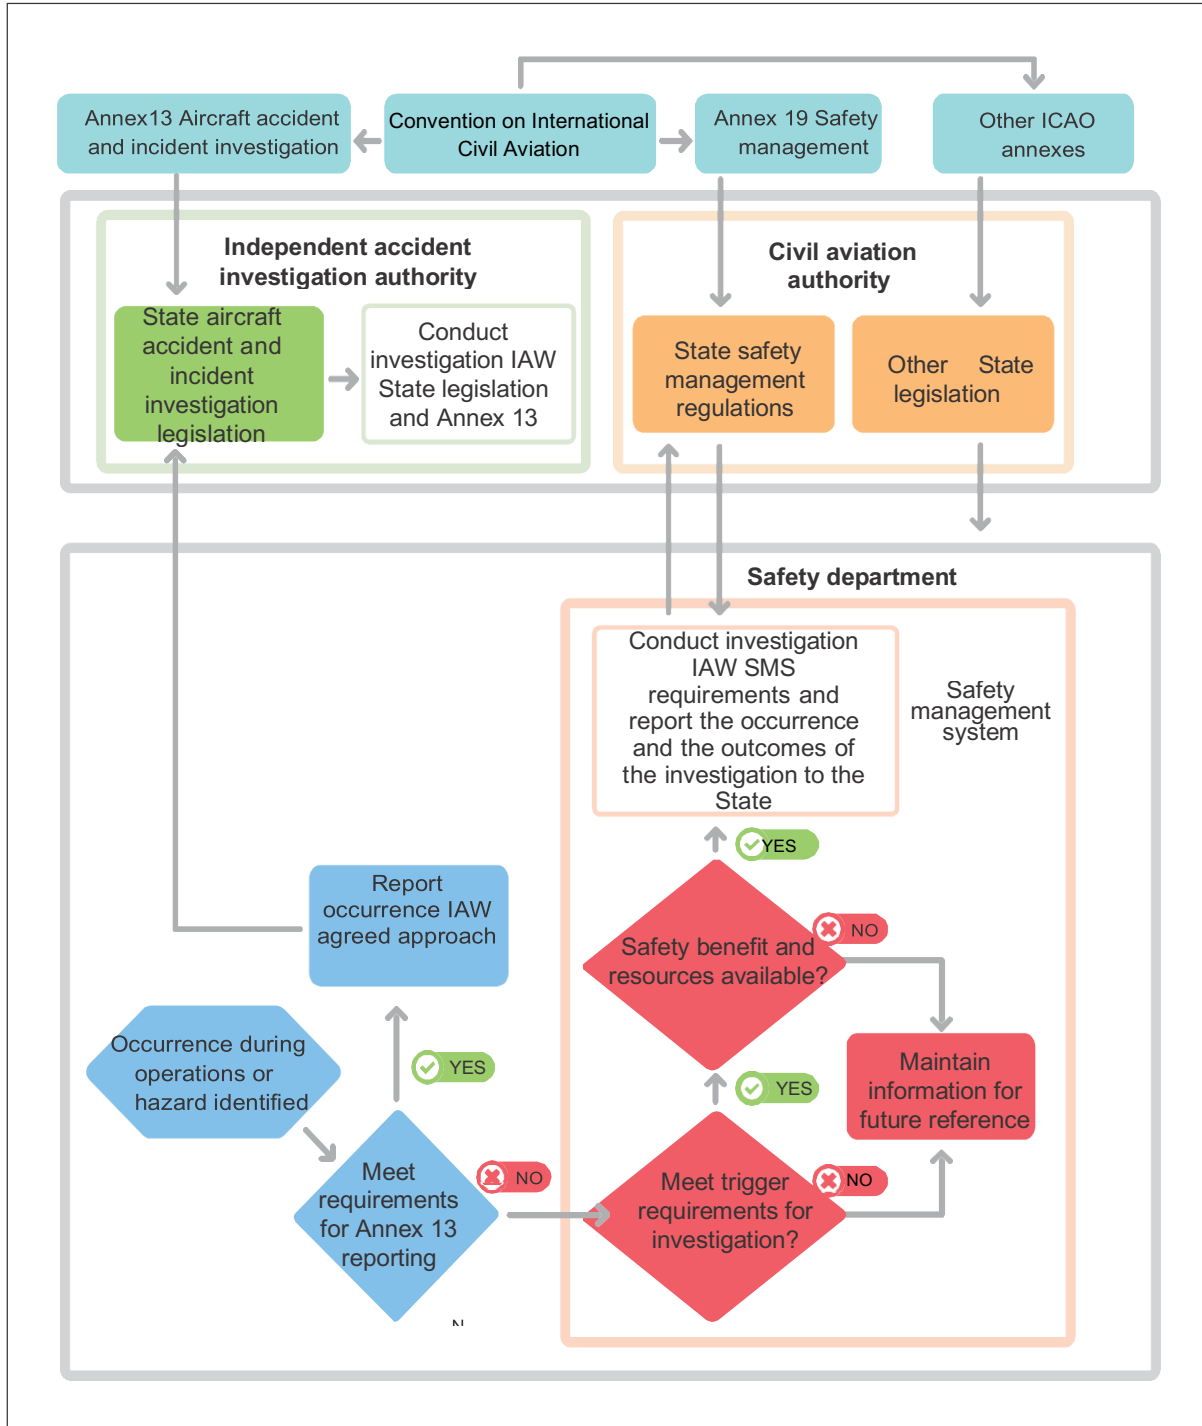 Annex13 Aircraft accident
and incident investigation
Convention on International
Civil Aviation
Annex 19 Safety
management
Other ICAO
annexes
Independent accident
investigation authority
Civil aviation
authority
State aircraft
accident and
incident
investigation
legislation
Conduct
investigation IAW
State legislation
and Annex 13
State safety
management
regulations
Other State
legislation
Safety department
Conduct investigation
IAW SMS
requirements and
report the occurrence
and the outcomes of
the investigation to the
State
Safety
management
system
YES
Report
occurrence IAW
agreed approach
NO
Safety benefit and
resources available?
Occurrence during
operations or
hazard identified
YES
YES
Maintain
information for
future reference
Meet
requirements
for Annex 13
reporting
NO
Meet trigger
requirements for
investigation?
NO
N